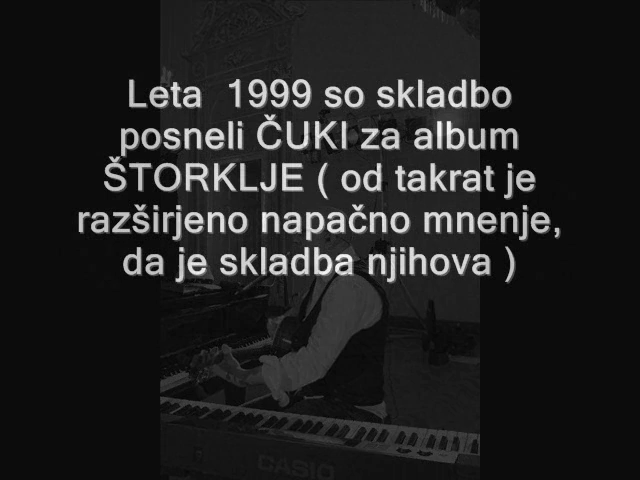 Leta 1999 so skladbo
posneli ČUKI za album
ŠTORKLJE ( od takrat je
razširjeno napačno mnenje,
da je skladba njihova )
CASIO